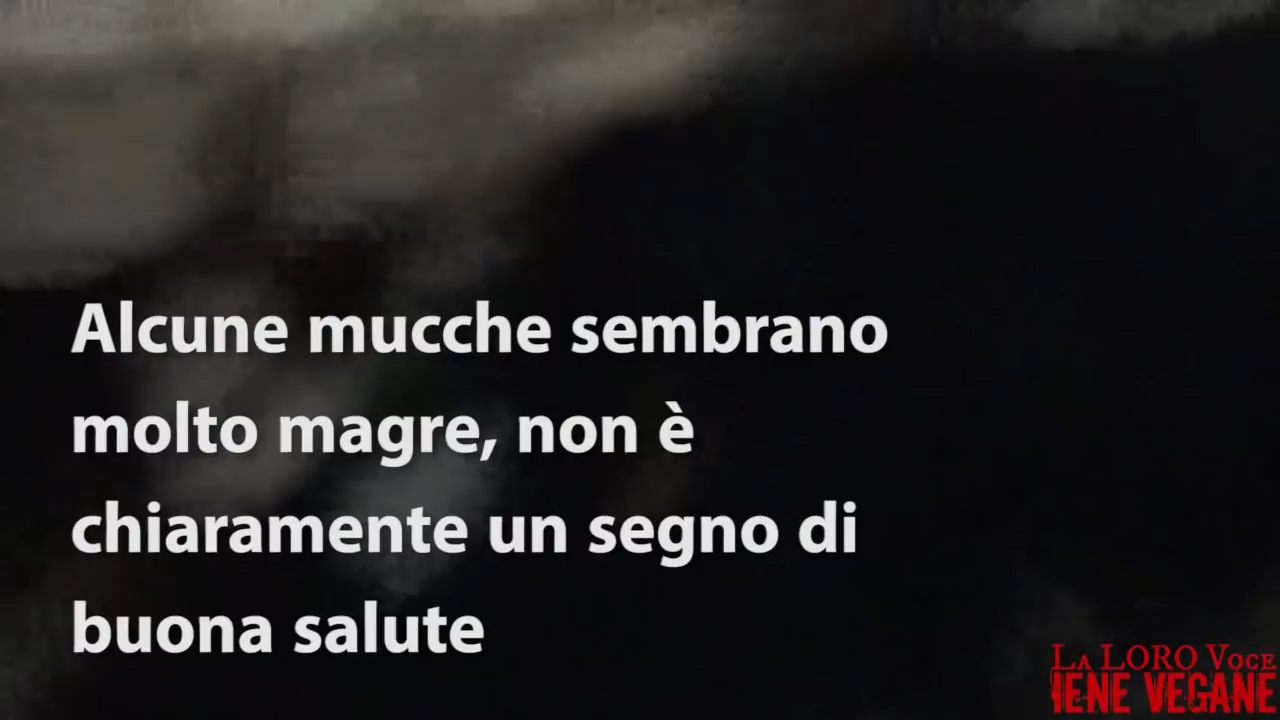 Alcune mucche sembrano
molto magre, non è
chiaramente un segno di
buona salute
LA LORO VOCE
IENE VEGANE